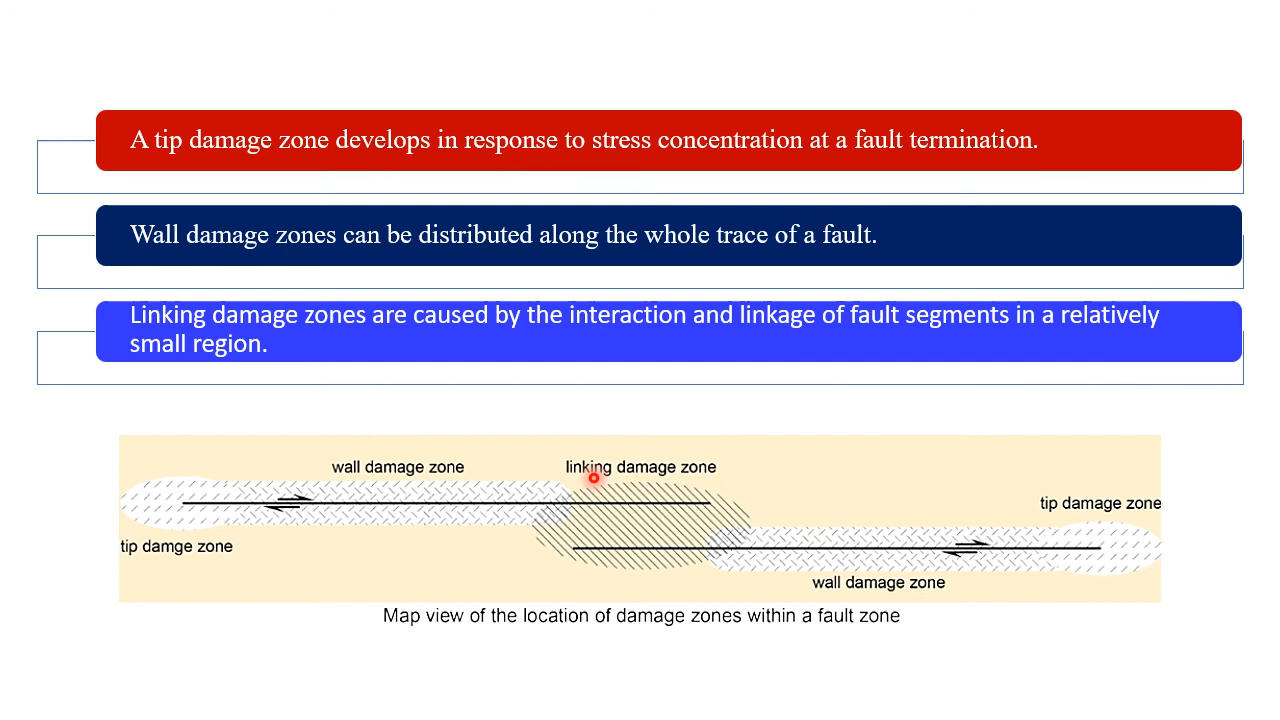 A tip damage zone develops in response to stress concentration at a fault termination.
Wall damage zones can be distributed along the whole trace of a fault.
Linking damage zones are caused by the interaction and linkage of fault segments in a relatively
small region.
wall damage zone
linking damage zone
tip damage zone
tip damge zone
wall damage zone
Map view of the location of damage zones within a fault zone